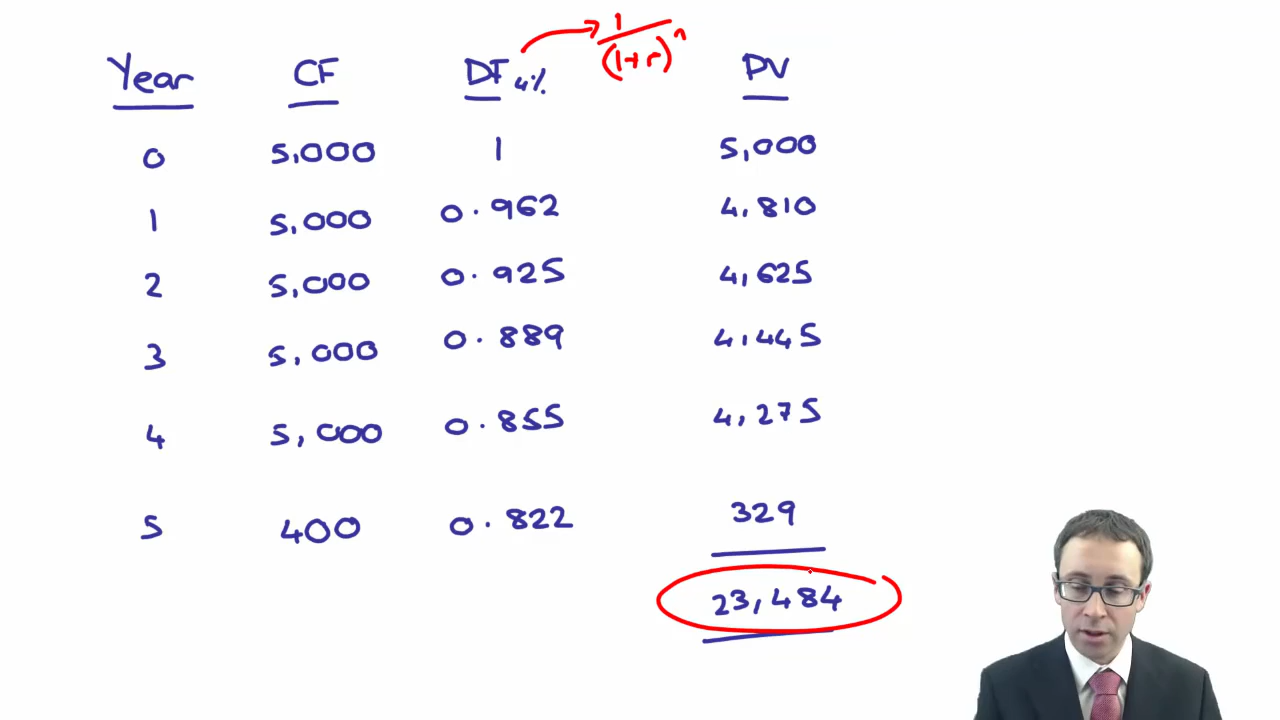 Year CF DF 4% → 1/(1+r)^n PV
0 5,000 1 5,000
1 5,000 0.962 4,810
2 5,000 0.925 4,625
3 5,000 0.889 4,445
4 5,000 0.855 4,275
5 400 0.822 329
23,484